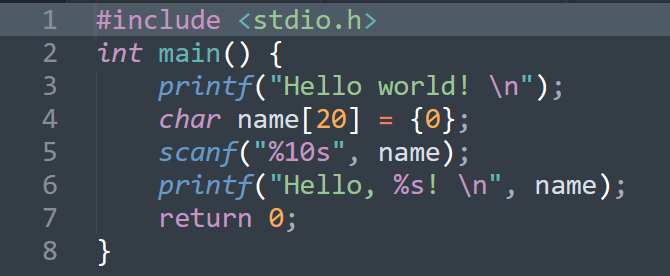 1 #include <stdio.h>
2 int main() {
3     printf("Hello world! \n");
4     char name[20] = {0};
5     scanf("%10s", name);
6     printf("Hello, %s! \n", name);
7     return 0;
8 }